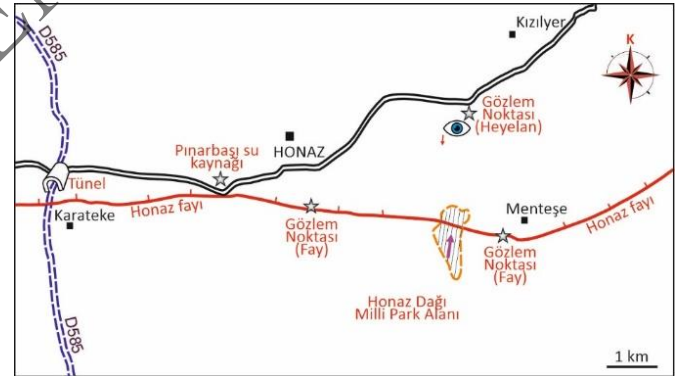 D585
Kızılyer
K
Gözlem
Noktası
(Heyelan)
Pınarbaşı su
kaynağı
HONAZ
Tünel
Karateke
Honaz fayı
Gözlem
Noktası
(Fay)
Menteşe
Honaz fayı
Gözlem
Noktası
(Fay)
Honaz Dağı
Milli Park Alanı
D585
1 km